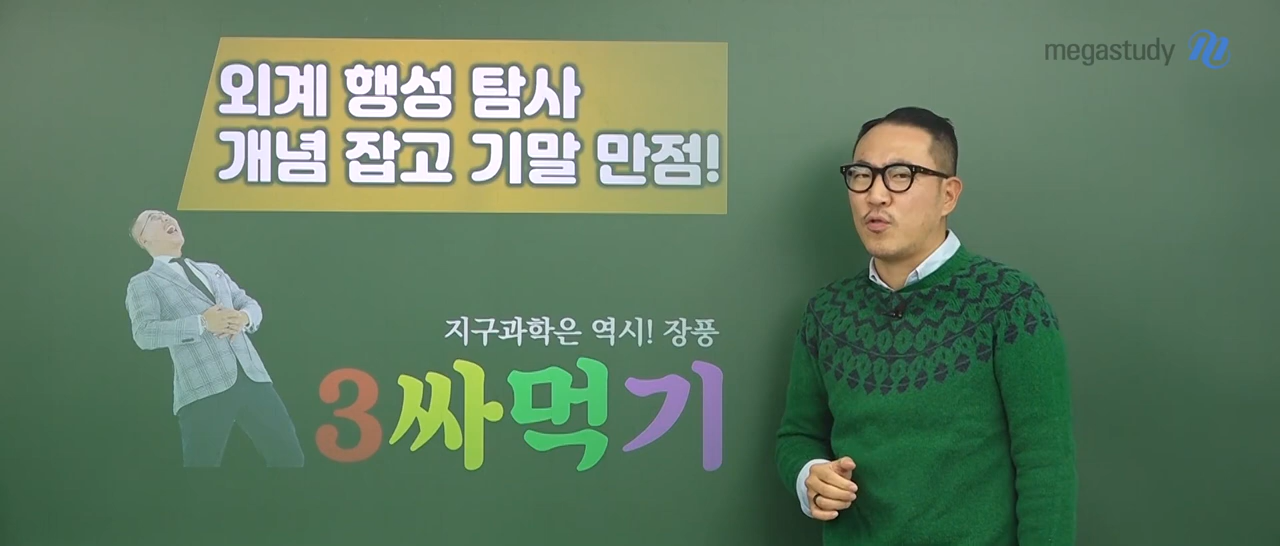 megastudy
외계 행성 탐사
개념 잡고 기말 만점!
지구과학은 역시! 장풍
3싸먹기